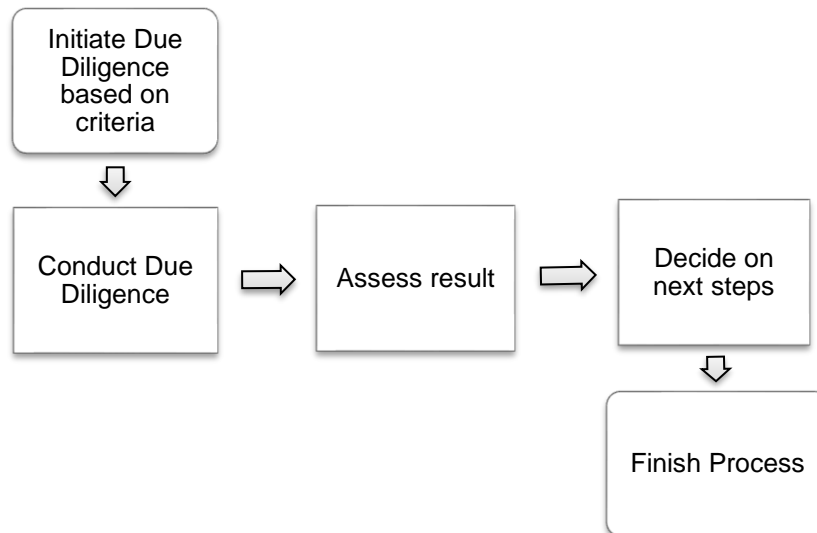 Initiate Due
Diligence
based on
criteria
Conduct Due
Diligence
Assess result
Decide on
next steps
Finish Process